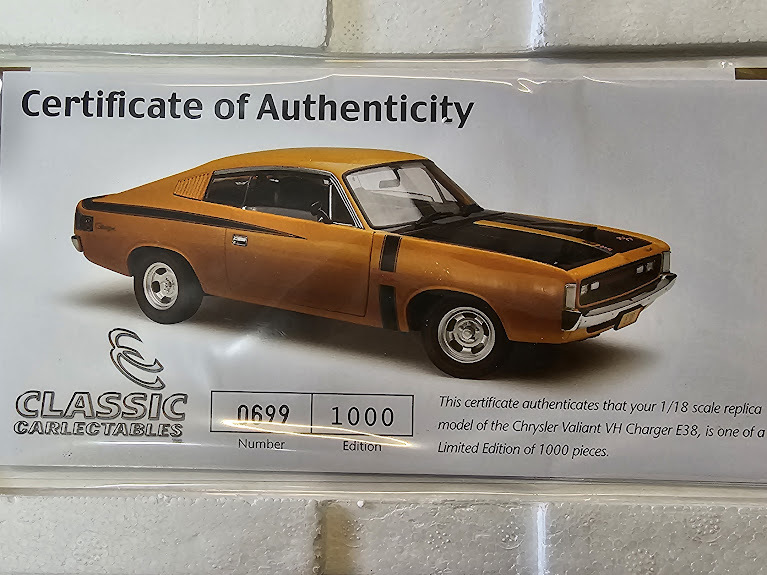 Certificate of Authenticity
CLASSIC
CARLECTABLES
0699 1000
Number Edition
This certificate authenticates that your 1/18 scale replica
model of the Chrysler Valiant VH Charger E38, is one of a
Limited Edition of 1000 pieces.